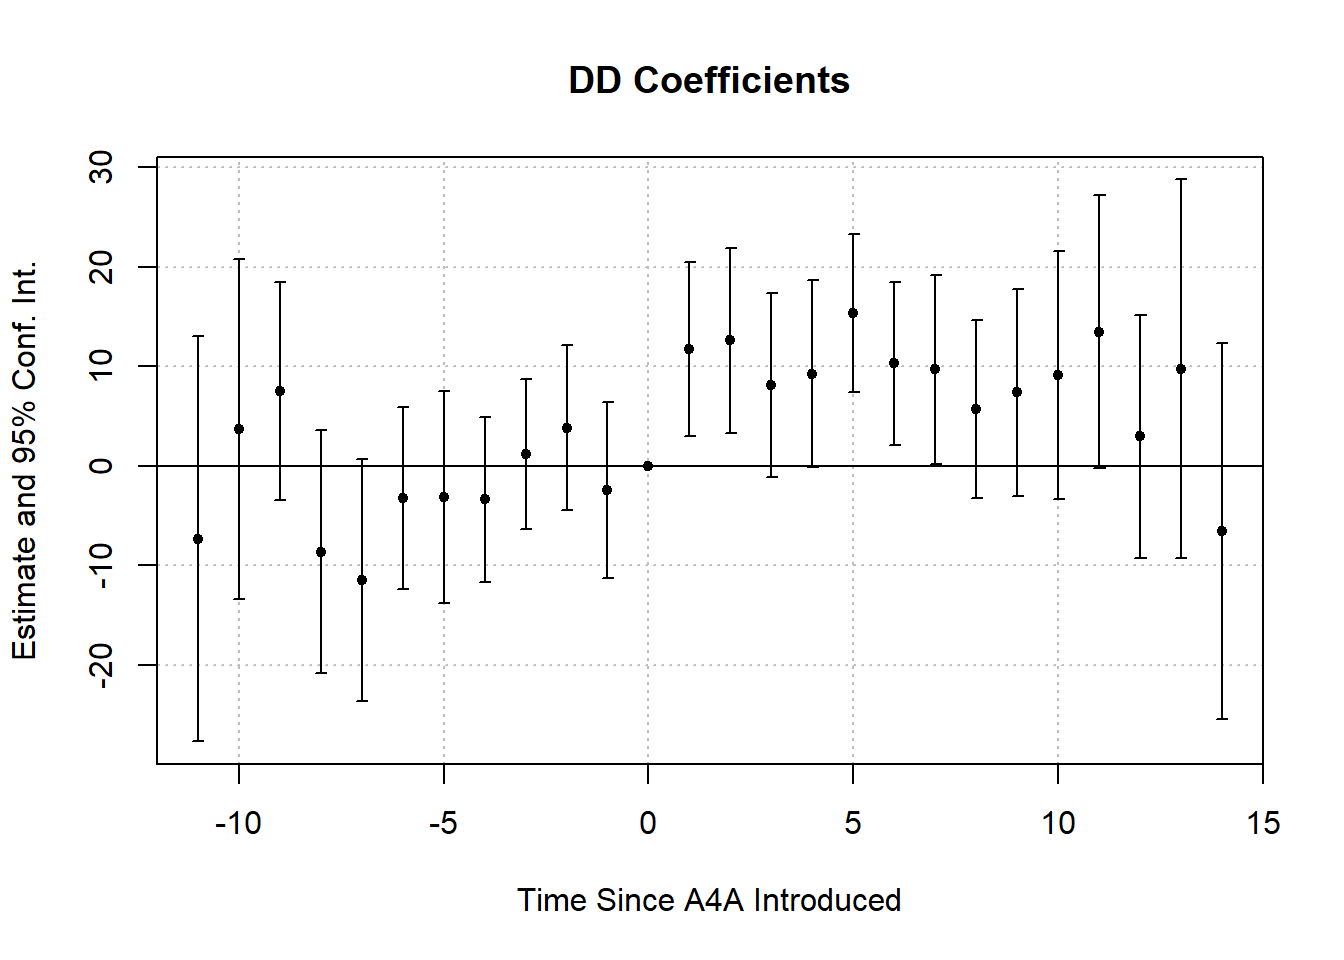 DD Coefficients
Estimate and 95% Conf. Int.
30
20
10
0
-10
-20
-10 -5 0 5 10 15
Time Since A4A Introduced